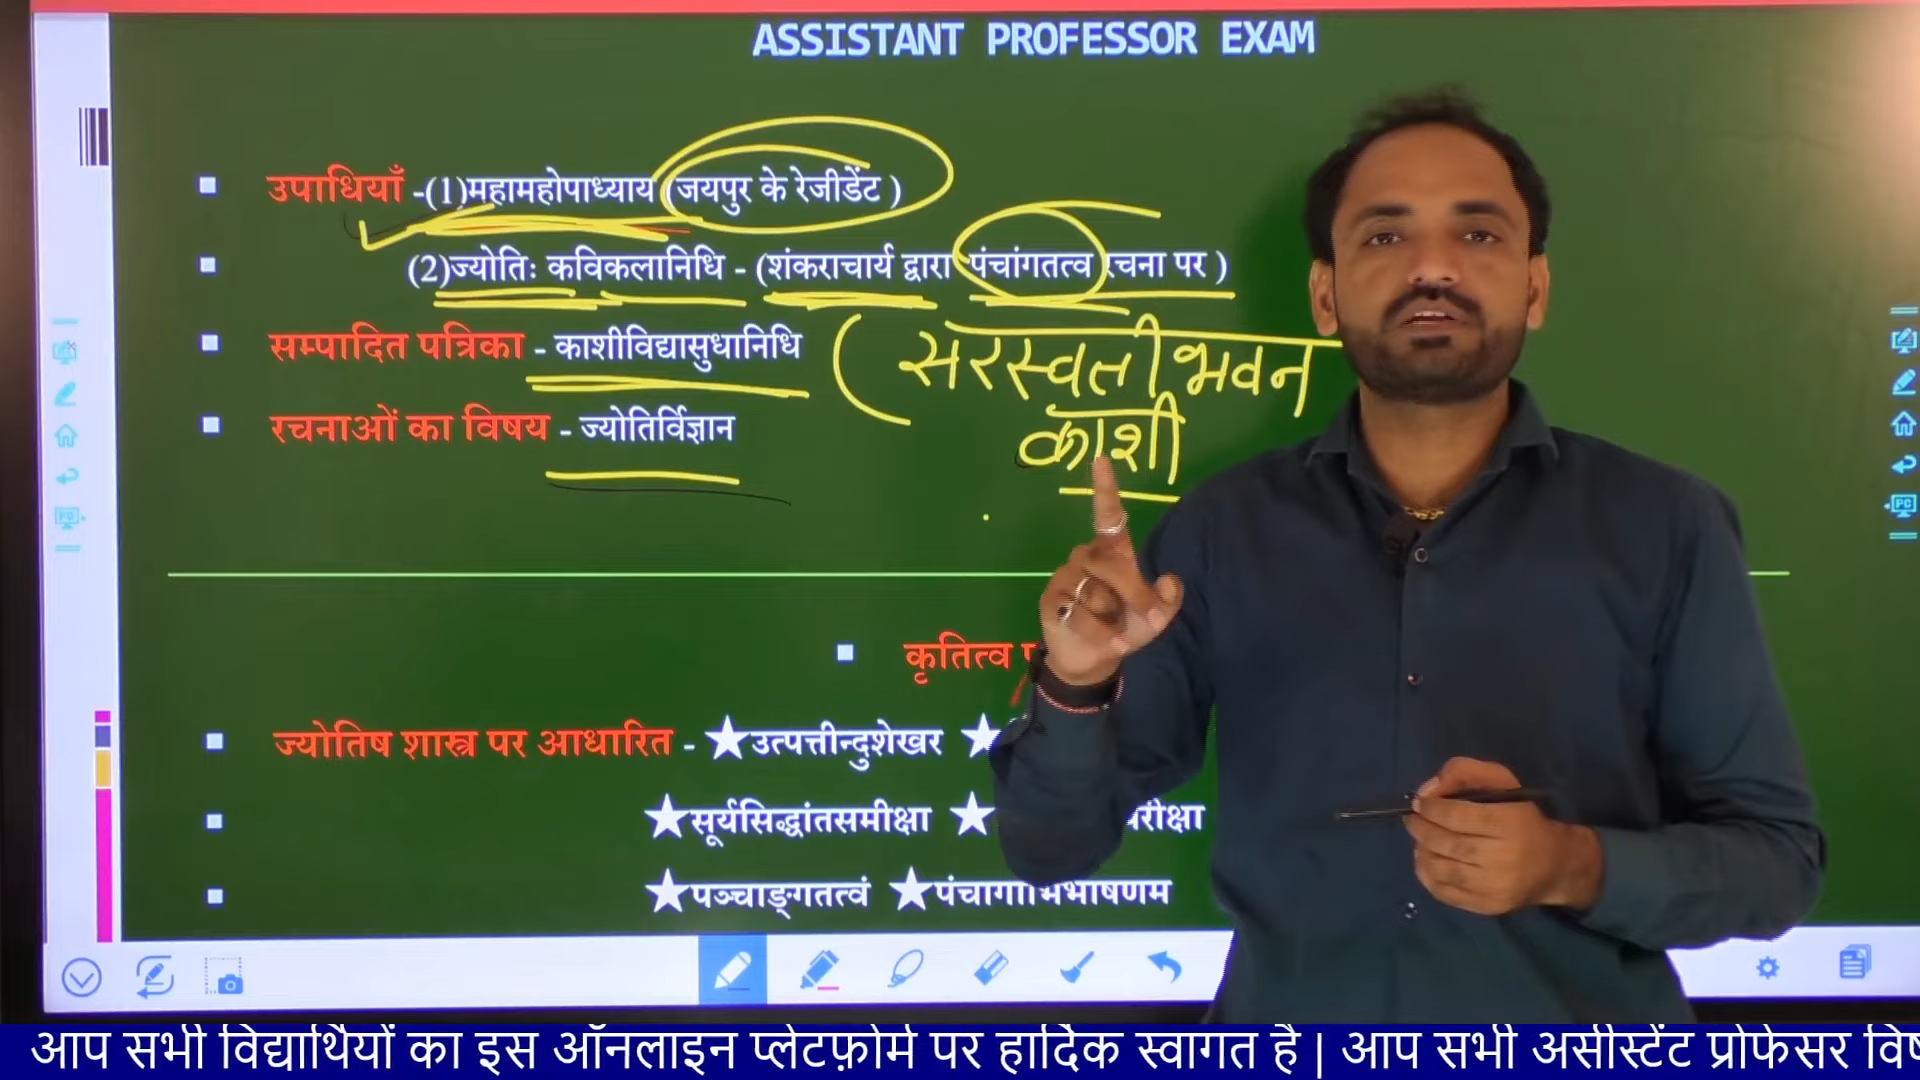 ASSISTANT PROFESSOR EXAM
उपाधियाँ -(1)महामहोपाध्याय (जयपुर के रेजीडेंट )
(2)ज्योतिः कविकलानिधि - (शंकराचार्य द्वारा पंचांगतत्व रचना पर )
सम्पादित पत्रिका - काशीविद्यासुधानिधि (सरस्वती भवन
काशी
रचनाओं का विषय - ज्योतिर्विज्ञान
कृतित्व
ज्योतिष शास्त्र पर आधारित - ★उत्पत्तीन्दुशेखर ★
★सूर्यसिद्धांतसमीक्षा ★
★पञ्चाङ्गतत्वं ★
आप सभी विद्यार्थियों का इस ऑनलाइन प्लेटफ़ोर्म पर हार्दिक स्वागत है | आप सभी असीस्टेंट प्रोफेसर